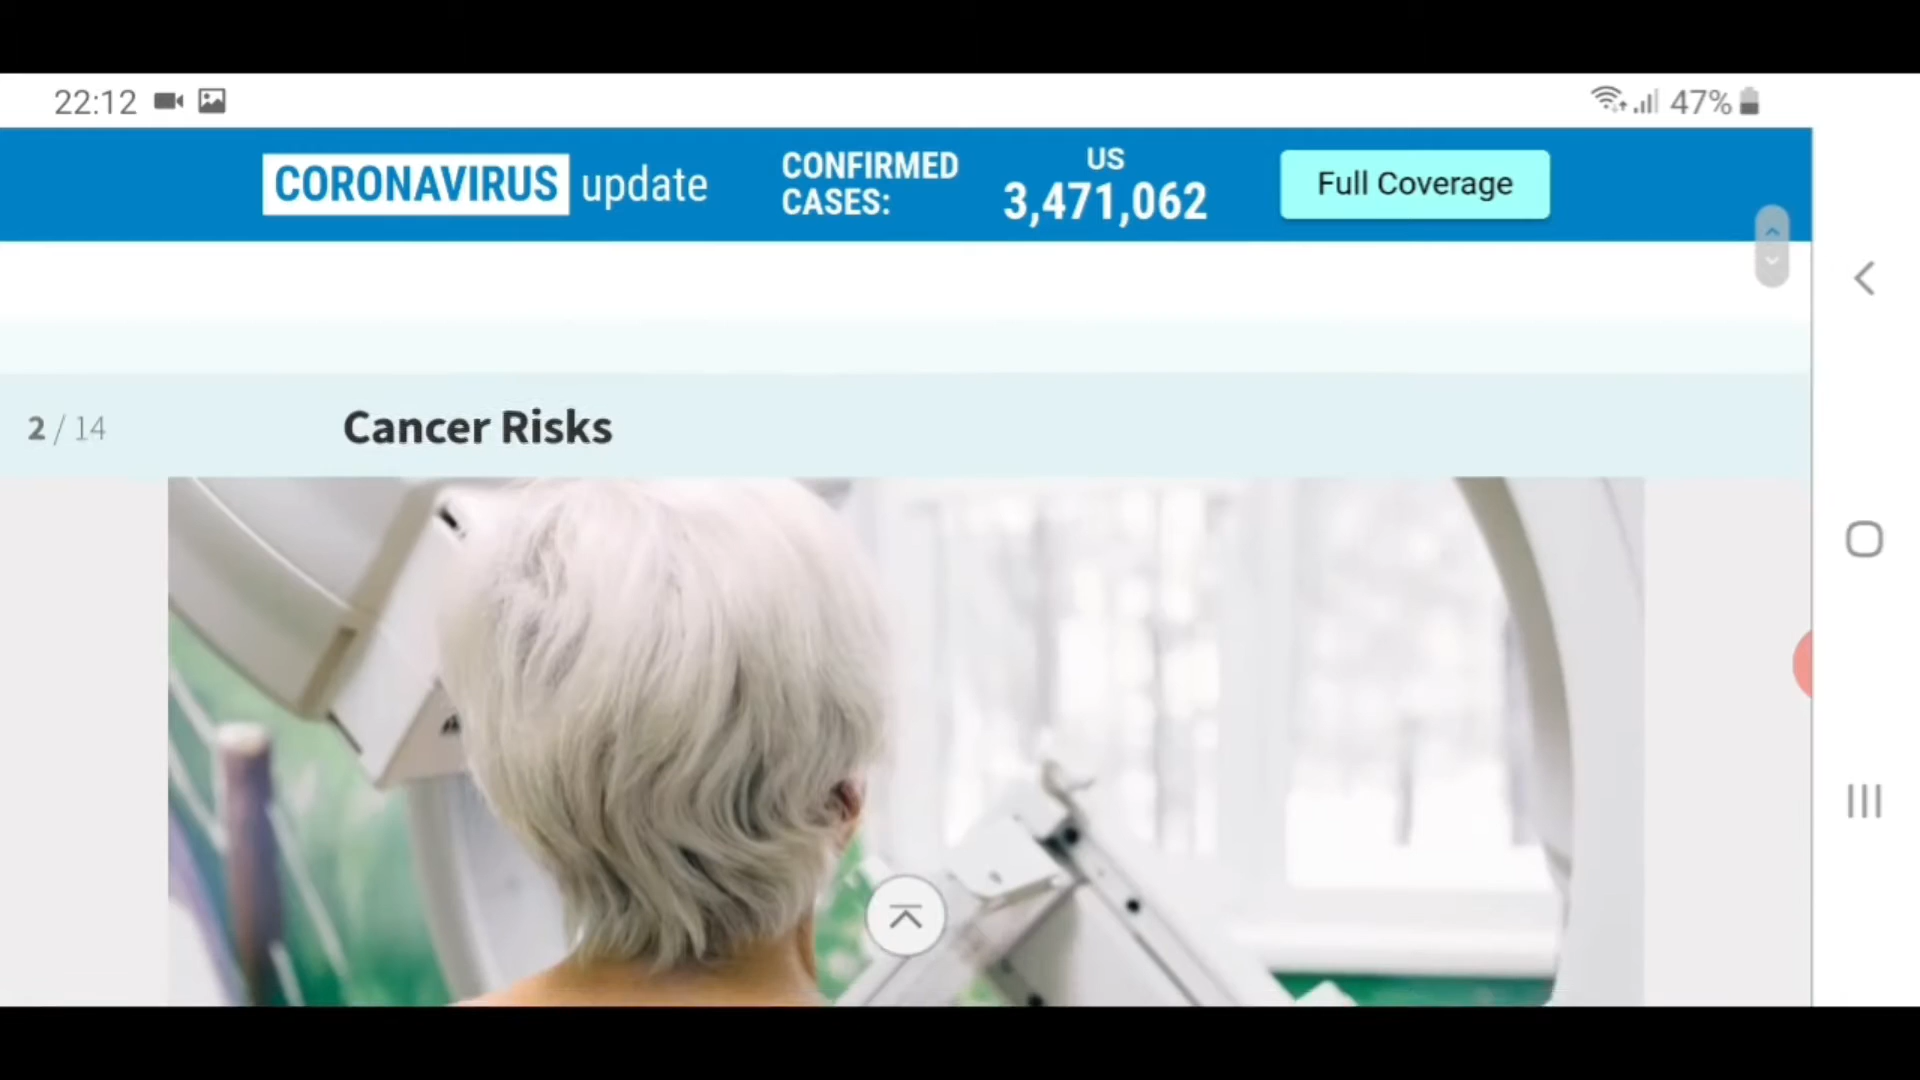 22:12
47%
CORONAVIRUS update
CONFIRMED
CASES:
US
3,471,062
Full Coverage
2 / 14
Cancer Risks